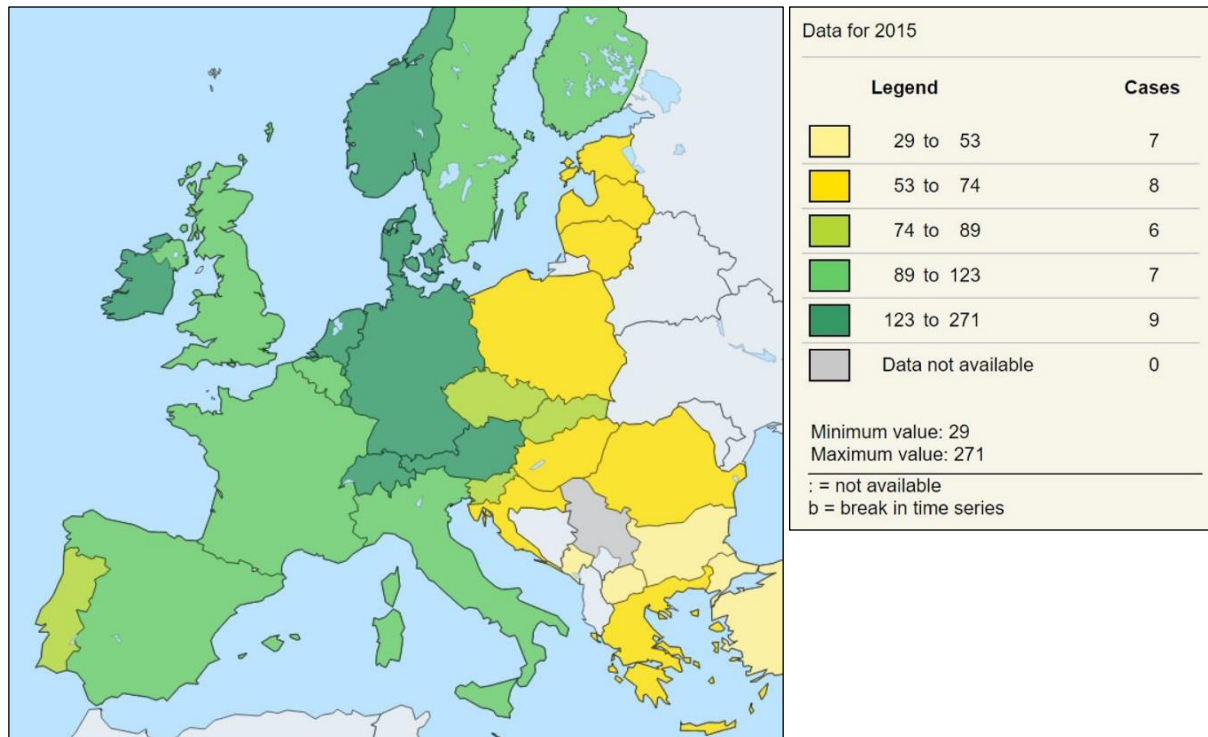 Data for 2015
Legend Cases
29 to 53 7
53 to 74 8
74 to 89 6
89 to 123 7
123 to 271 9
Data not available 0
Minimum value: 29
Maximum value: 271
: = not available
b = break in time series